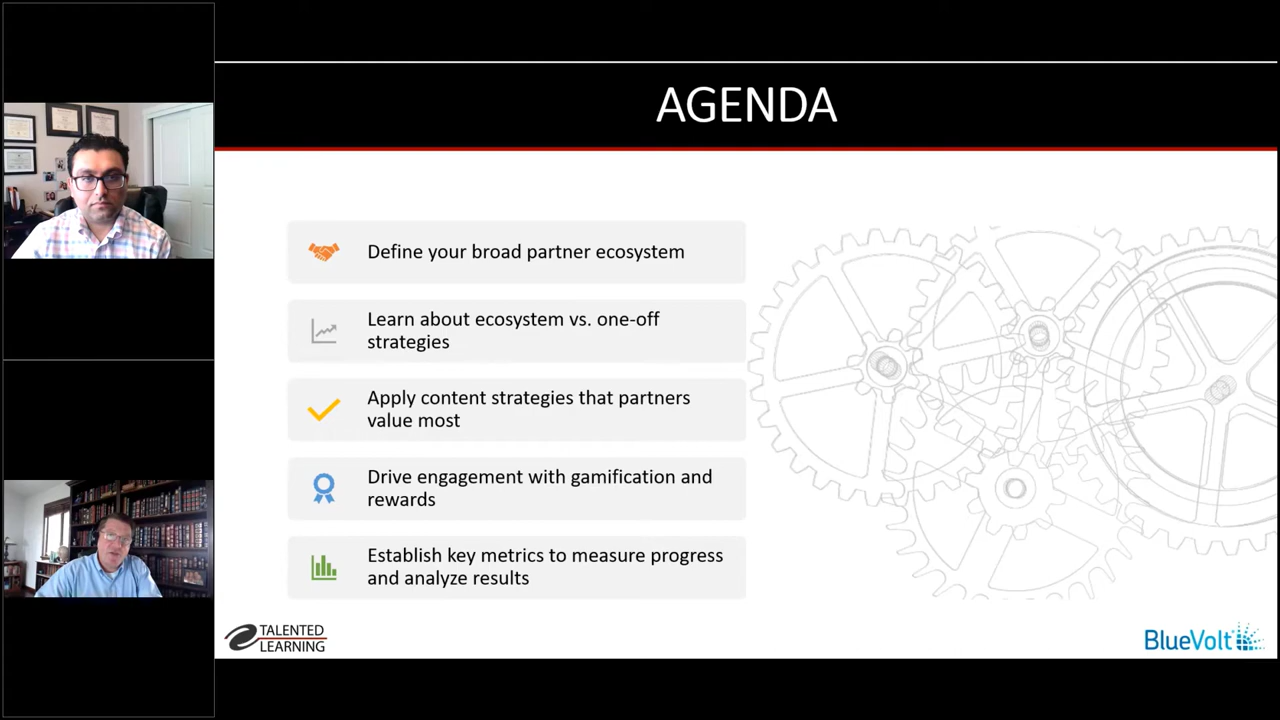 AGENDA
Define your broad partner ecosystem
Learn about ecosystem vs. one-off
strategies
Apply content strategies that partners
value most
Drive engagement with gamification and
rewards
Establish key metrics to measure progress
and analyze results
TALENTED
LEARNING
BlueVolt